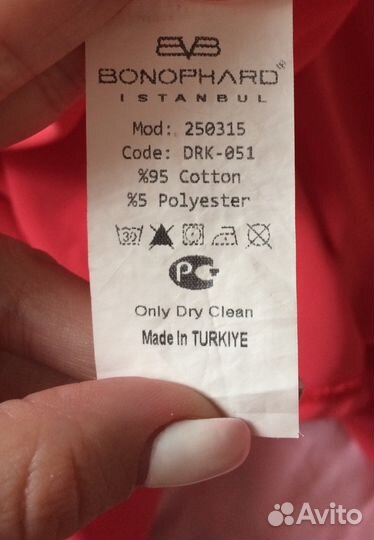 BONOPHARD®
ISTANBUL
Mod: 250315
Code: DRK-051
%95 Cotton
%5 Polyester
30
Only Dry Clean
Made In TURKIYE
Avito